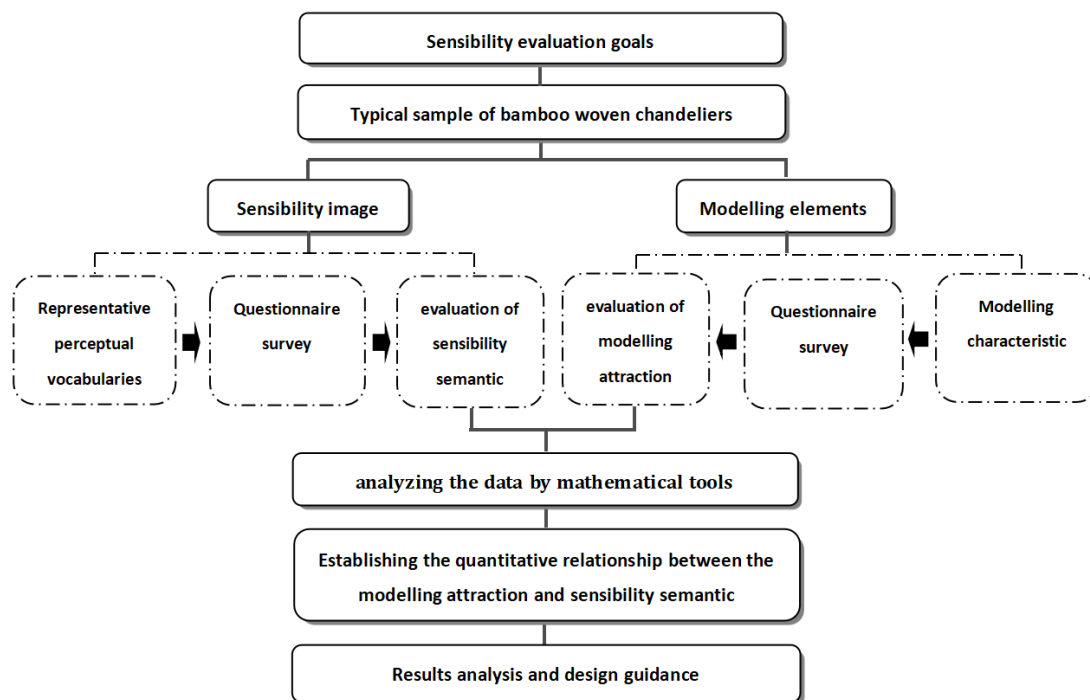 Sensibility evaluation goals
Typical sample of bamboo woven chandeliers
Sensibility image
Modelling elements
Representative
perceptual
vocabularies
Questionnaire
survey
evaluation of
sensibility
semantic
evaluation of
modelling
attraction
Questionnaire
survey
Modelling
characteristic
analyzing the data by mathematical tools
Establishing the quantitative relationship between the
modelling attraction and sensibility semantic
Results analysis and design guidance